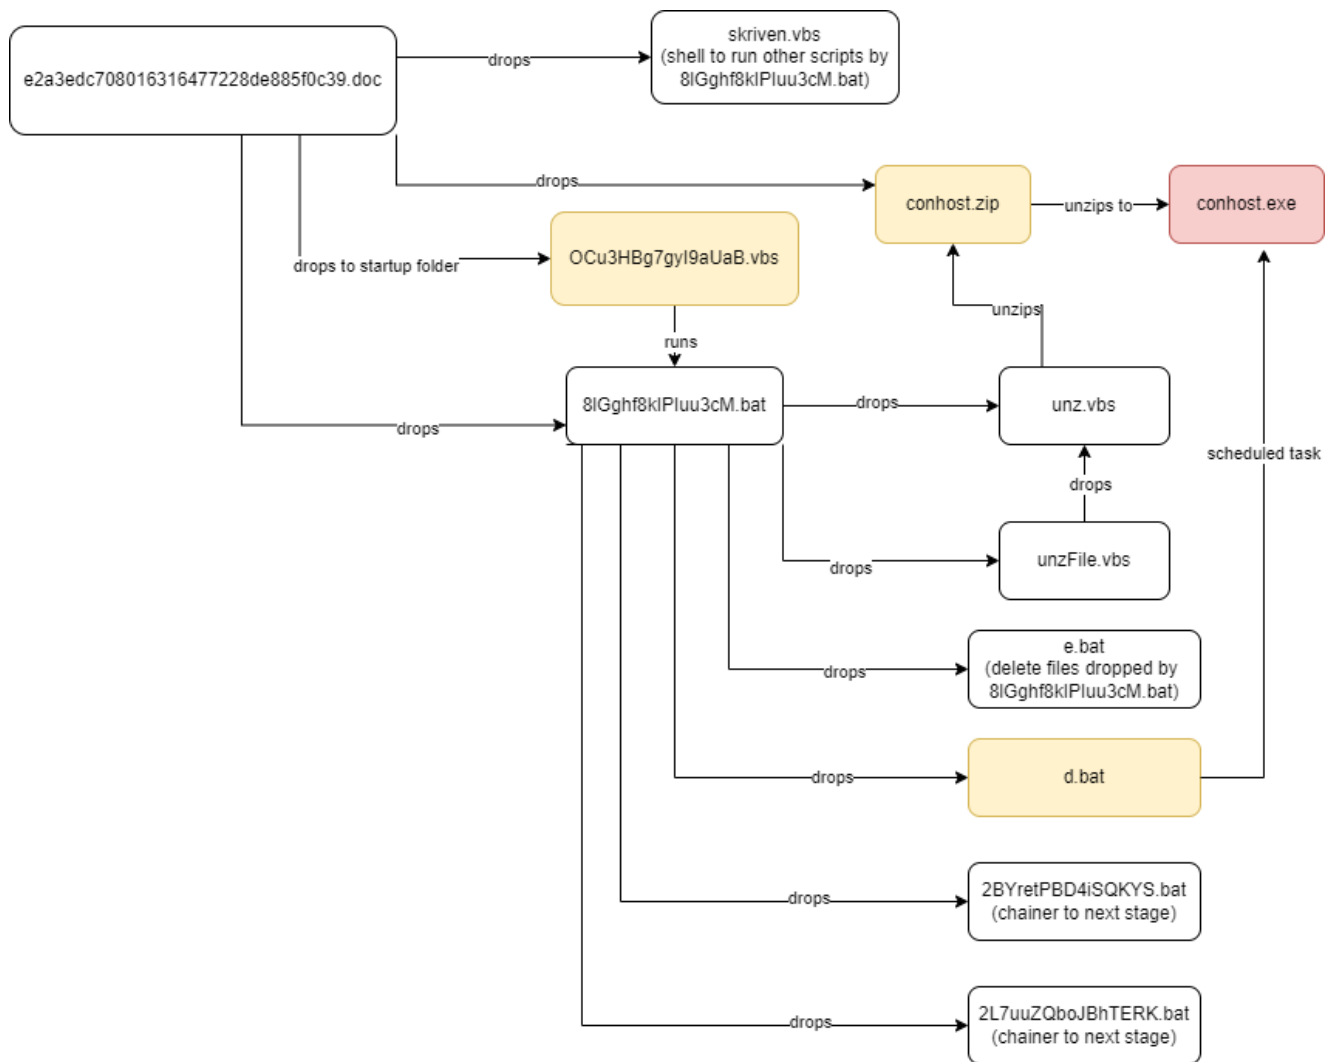 e2a3edc708016316477228de885f0c39.doc
drops
skriven.vbs
(shell to run other scripts by
8lGghf8kIPIuu3cM.bat)
drops
conhost.zip
unzips to
conhost.exe
drops to startup folder
OCu3HBg7gyI9aUaB.vbs
unzips
runs
8lGghf8kIPIuu3cM.bat
drops
unz.vbs
drops
scheduled task
drops
drops
unzFile.vbs
e.bat
(delete files dropped by
8lGghf8kIPIuu3cM.bat)
drops
drops
d.bat
drops
2BYretPBD4iSQKYS.bat
(chainer to next stage)
drops
2L7uuZQboJBhTERK.bat
(chainer to next stage)